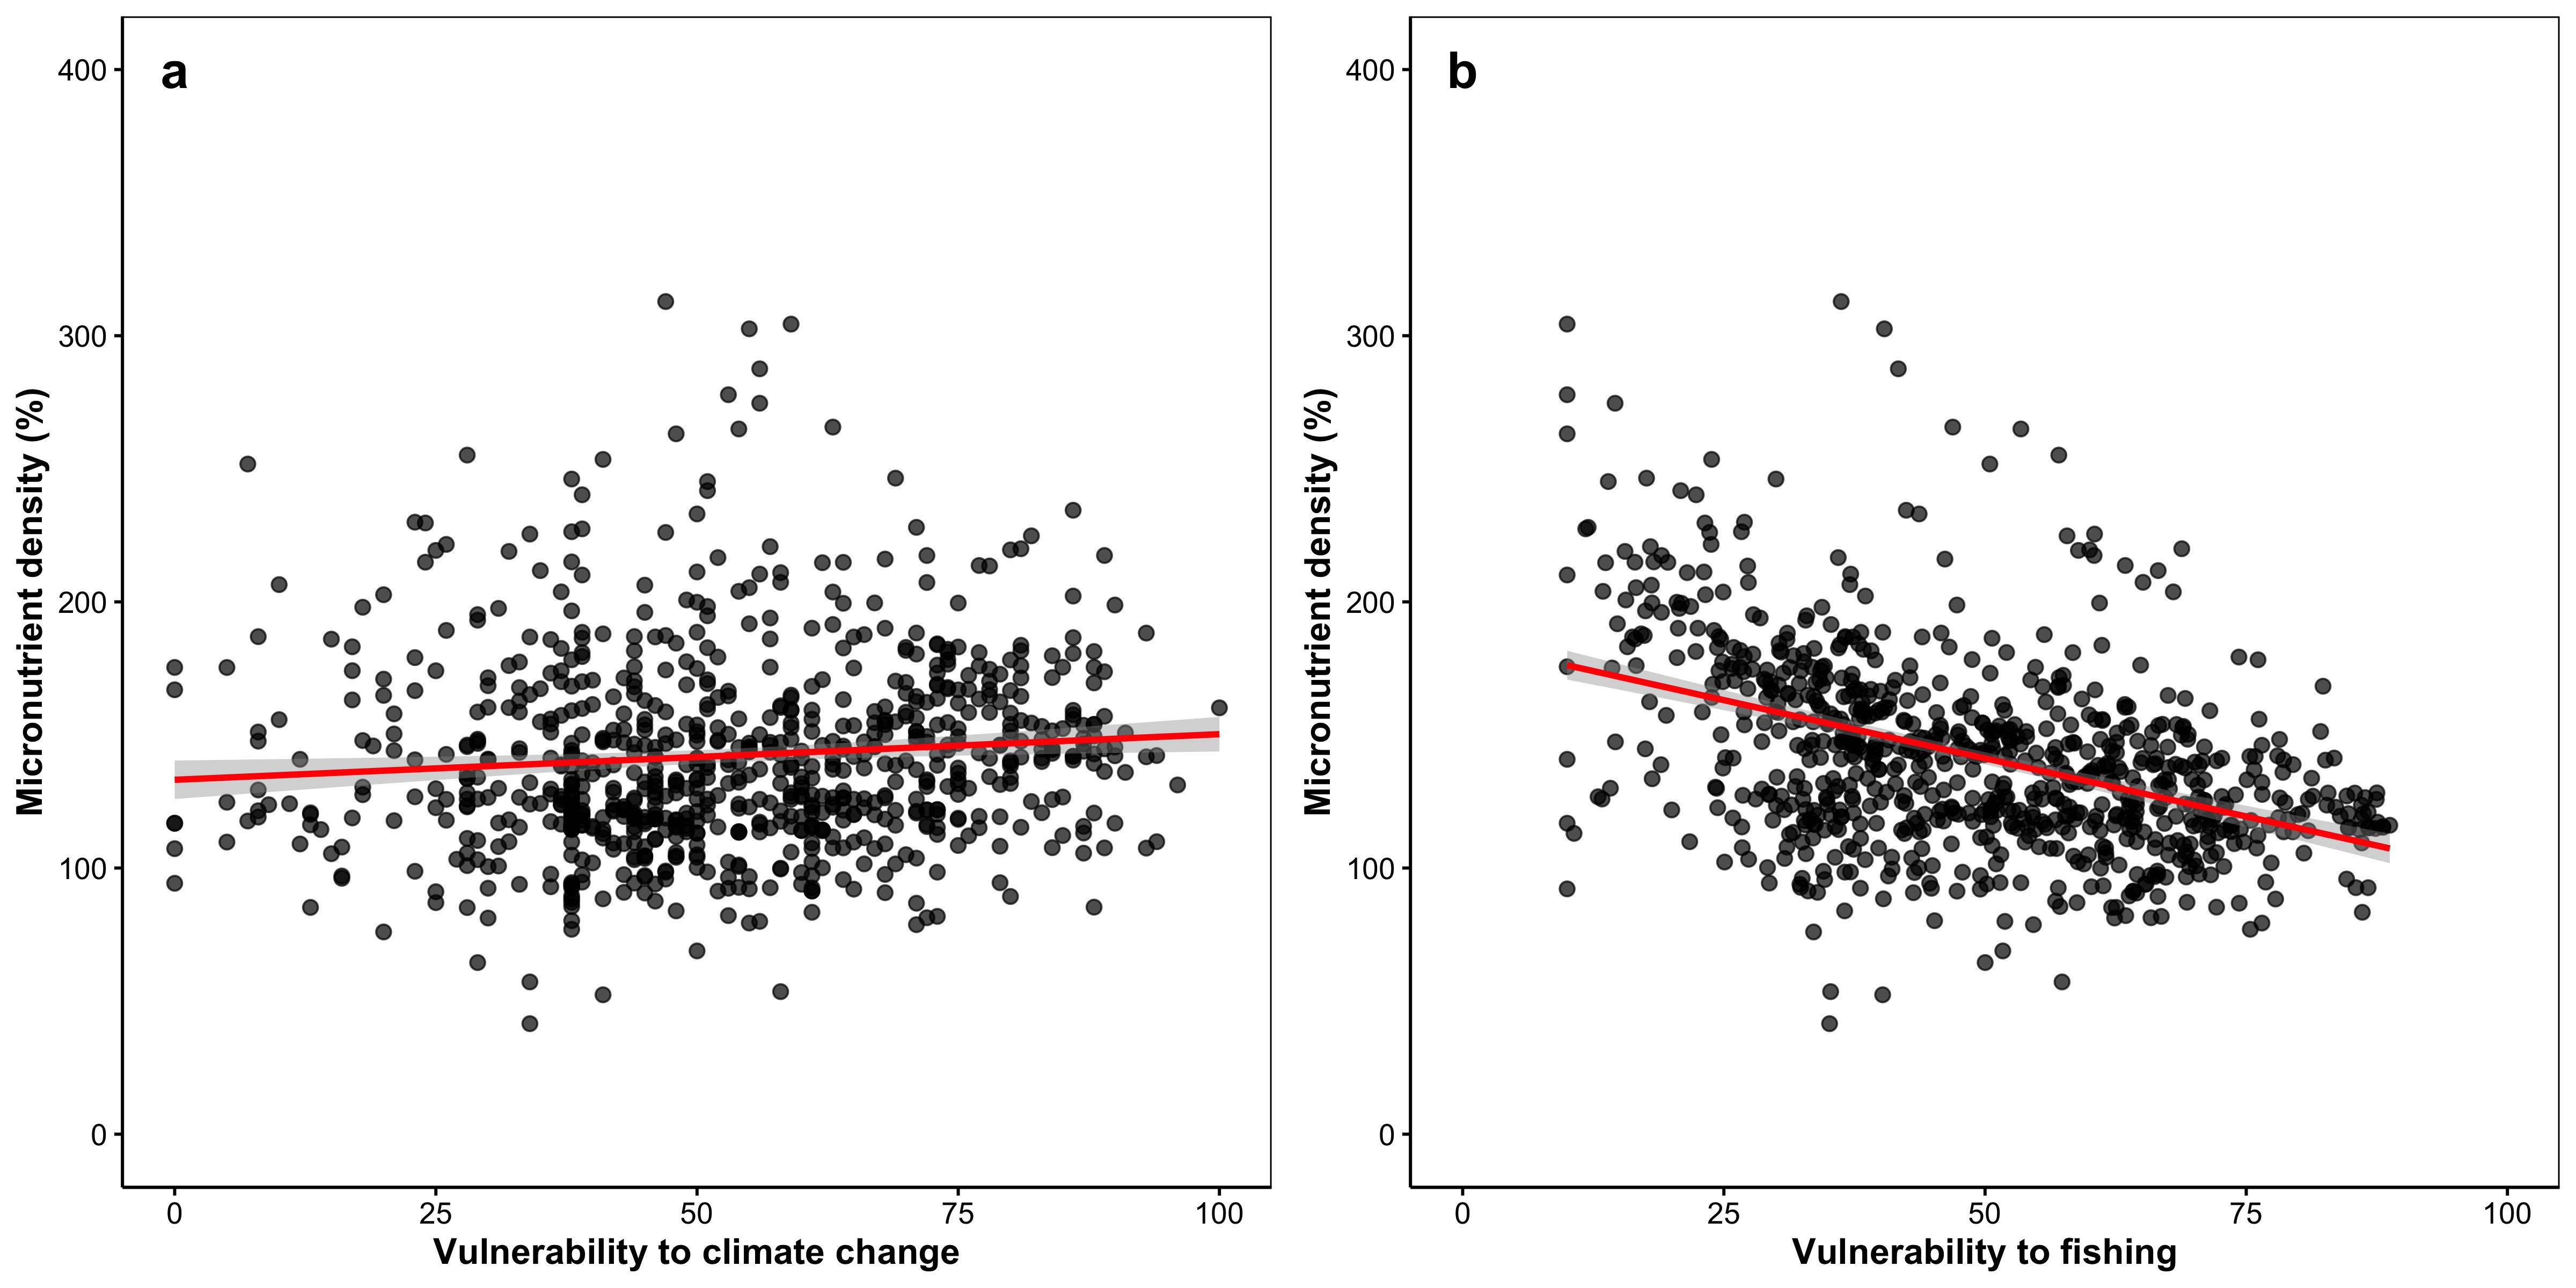 a
Micronutrient density (%)
400
300
200
100
0
0 25 50 75 100
Vulnerability to climate change
b
Micronutrient density (%)
400
300
200
100
0
0 25 50 75 100
Vulnerability to fishing